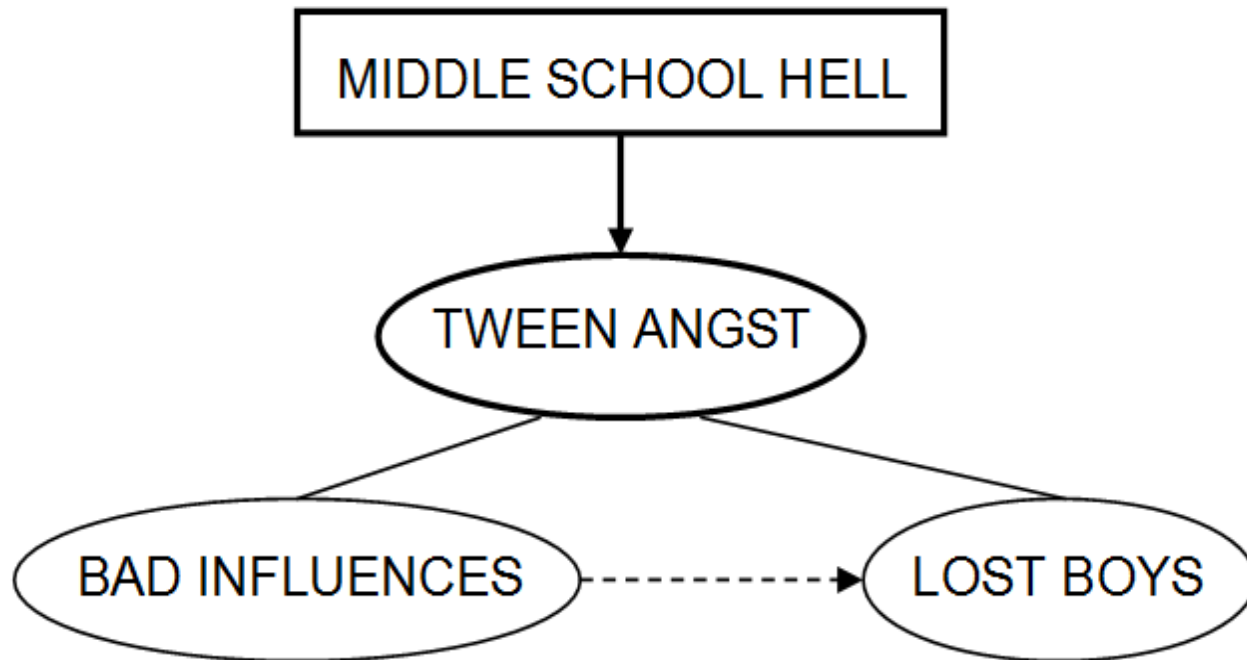 MIDDLE SCHOOL HELL
TWEEN ANGST
BAD INFLUENCES
LOST BOYS